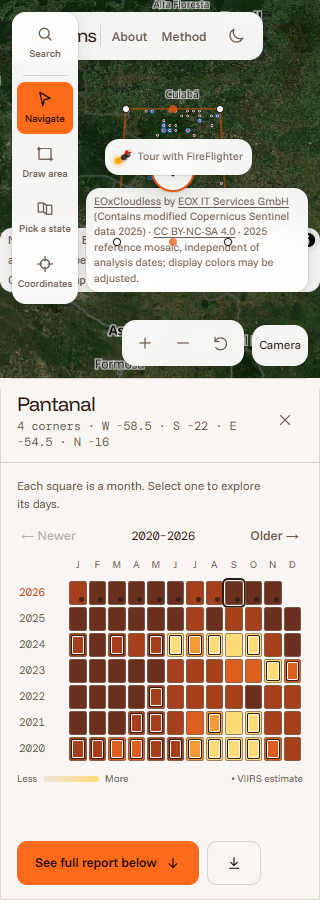 Alta Floresta
Search
ms
About
Method
Navigate
Cuiabá
Tour with FireFlighter
Draw area
Pick a state
Coordinates
EOxCloudless by EOX IT Services GmbH
(Contains modified Copernicus Sentinel
data 2025) · CC BY-NC-SA 4.0 · 2025
reference mosaic, independent of
analysis dates; display colors may be
adjusted.
Camera
Formosa
Pantanal
4 corners · W -58.5 · S -22 · E
-54.5 · N -16
Each square is a month. Select one to explore
its days.
← Newer
2020–2026
Older →
J F M A M J J A S O N D
2026
2025
2024
2023
2022
2021
2020
Less
More
• VIIRS estimate
See full report below ↓